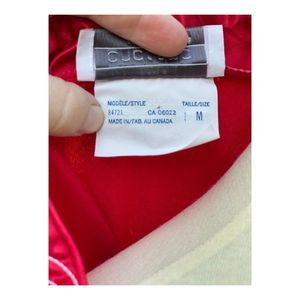 MODÈLE/STYLE TAILLE/SIZE
84721 CA 06022 M
MADE IN/FAB. AU CANADA